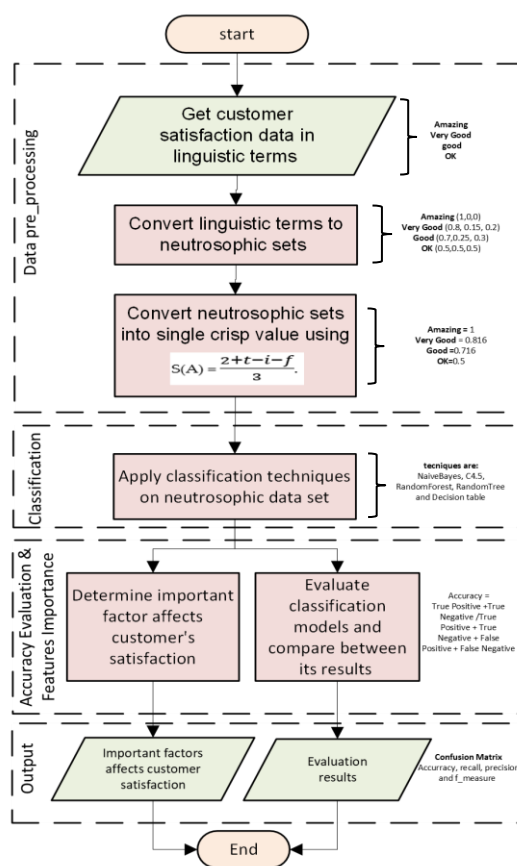 start
Data pre_processing
Get customer
satisfaction data in
linguistic terms
Amazing
Very Good
good
OK
Convert linguistic terms to
neutrosophic sets
Amazing (1,0,0)
Very Good (0.8, 0.15, 0.2)
Good (0.7,0.25, 0.3)
OK (0.5,0.5,0.5)
Convert neutrosophic sets
into single crisp value using
S(A) = 2+t−i−f / 3.
Amazing = 1
Very Good = 0.816
Good =0.716
OK=0.5
Classification
Apply classification techniques
on neutrosophic data set
tecniques are:
NaiveBayes, C4.5,
RandomForest, RandomTree
and Decision table
Accuracy Evaluation &
Features Importance
Determine important
factor affects
customer's
satisfaction
Evaluate
classification
models and
compare between
its results
Accuracy =
True Positive +True
Negative /True
Positive + True
Negative + False
Positive + False Negative
Output
Important factors
affects customer
satisfaction
Evaluation
results
Confusion Matrix
Accurracy, recall, precision
and f_measure
End